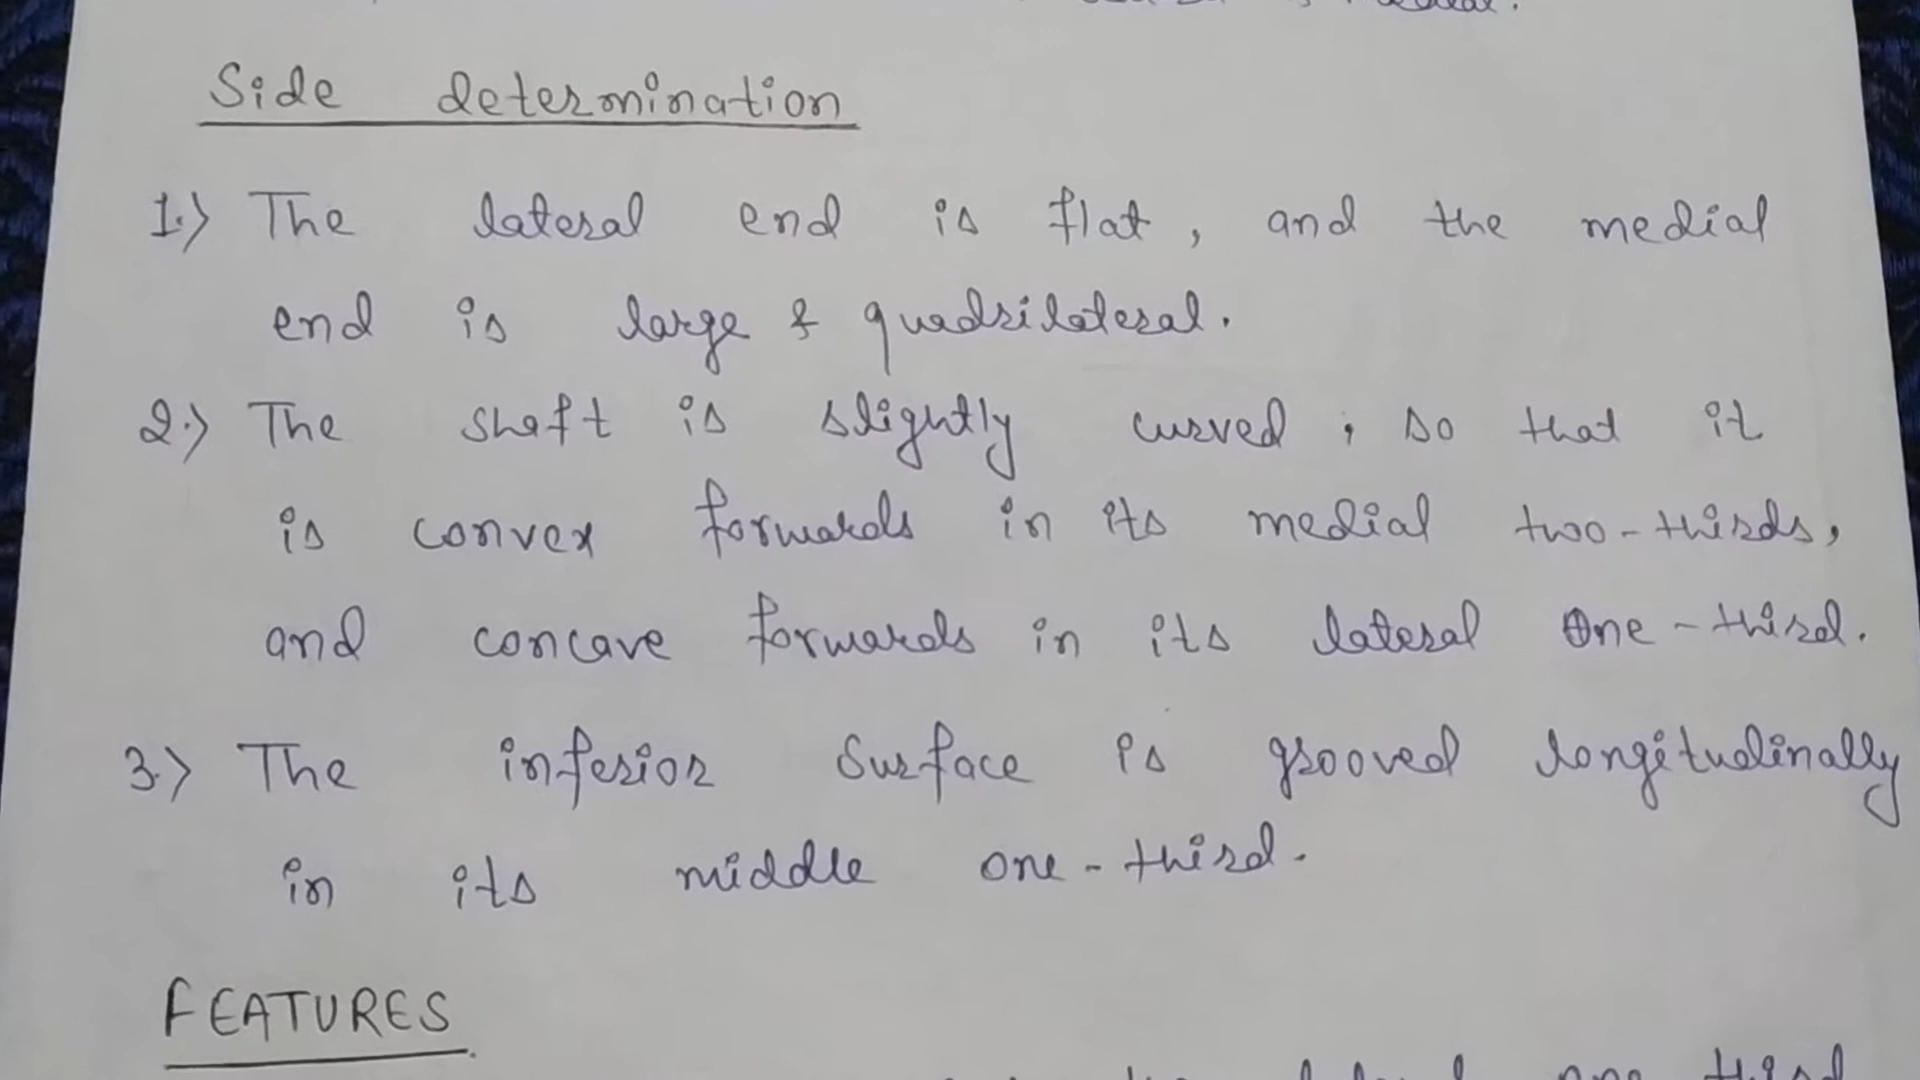 Side determination
1.) The lateral end is flat, and the medial
end is large & quadrilateral.
2.) The shaft is slightly curved, so that it
is convex forwards in its medial two-thirds,
and concave forwards in its lateral one-third.
3.) The inferior surface is grooved longitudinally
in its middle one-third.
FEATURES
one third